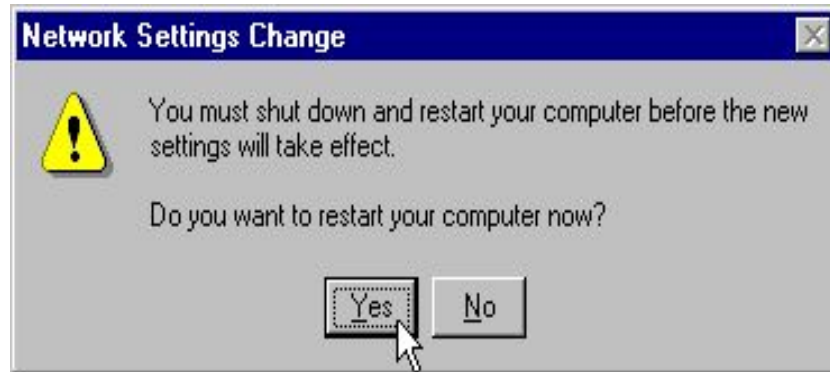 Network Settings Change
You must shut down and restart your computer before the new
settings will take effect.
Do you want to restart your computer now?
Yes No